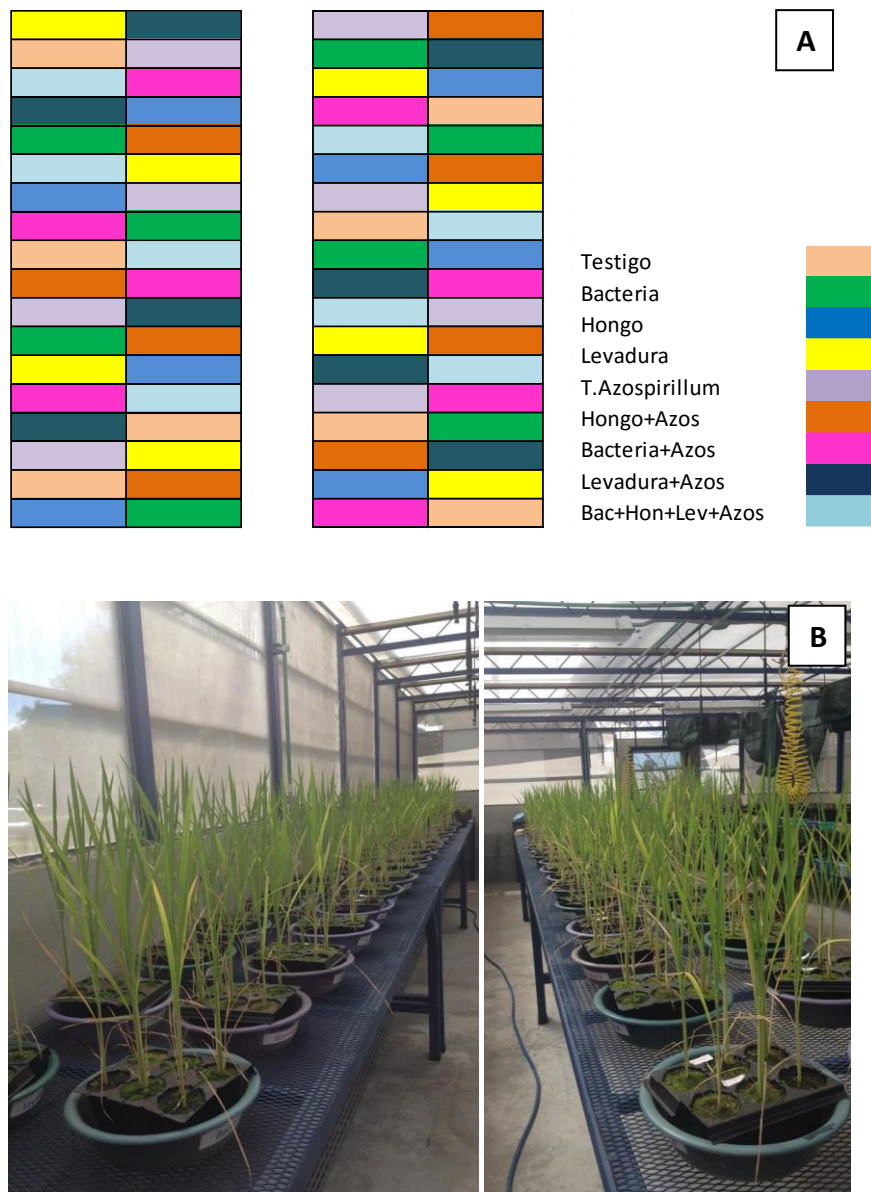 A
Testigo
Bacteria
Hongo
Levadura
T.Azospirillum
Hongo+Azos
Bacteria+Azos
Levadura+Azos
Bac+Hon+Lev+Azos
B